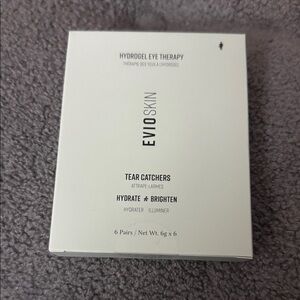 HYDROGEL EYE THERAPY
THÉRAPIE DES YEUX À L'HYDROGEL
EVIOSKIN
TEAR CATCHERS
ATTRAPE-LARMES
HYDRATE & BRIGHTEN
HYDRATER ILLUMINER
6 Pairs / Net Wt. 6g x 6